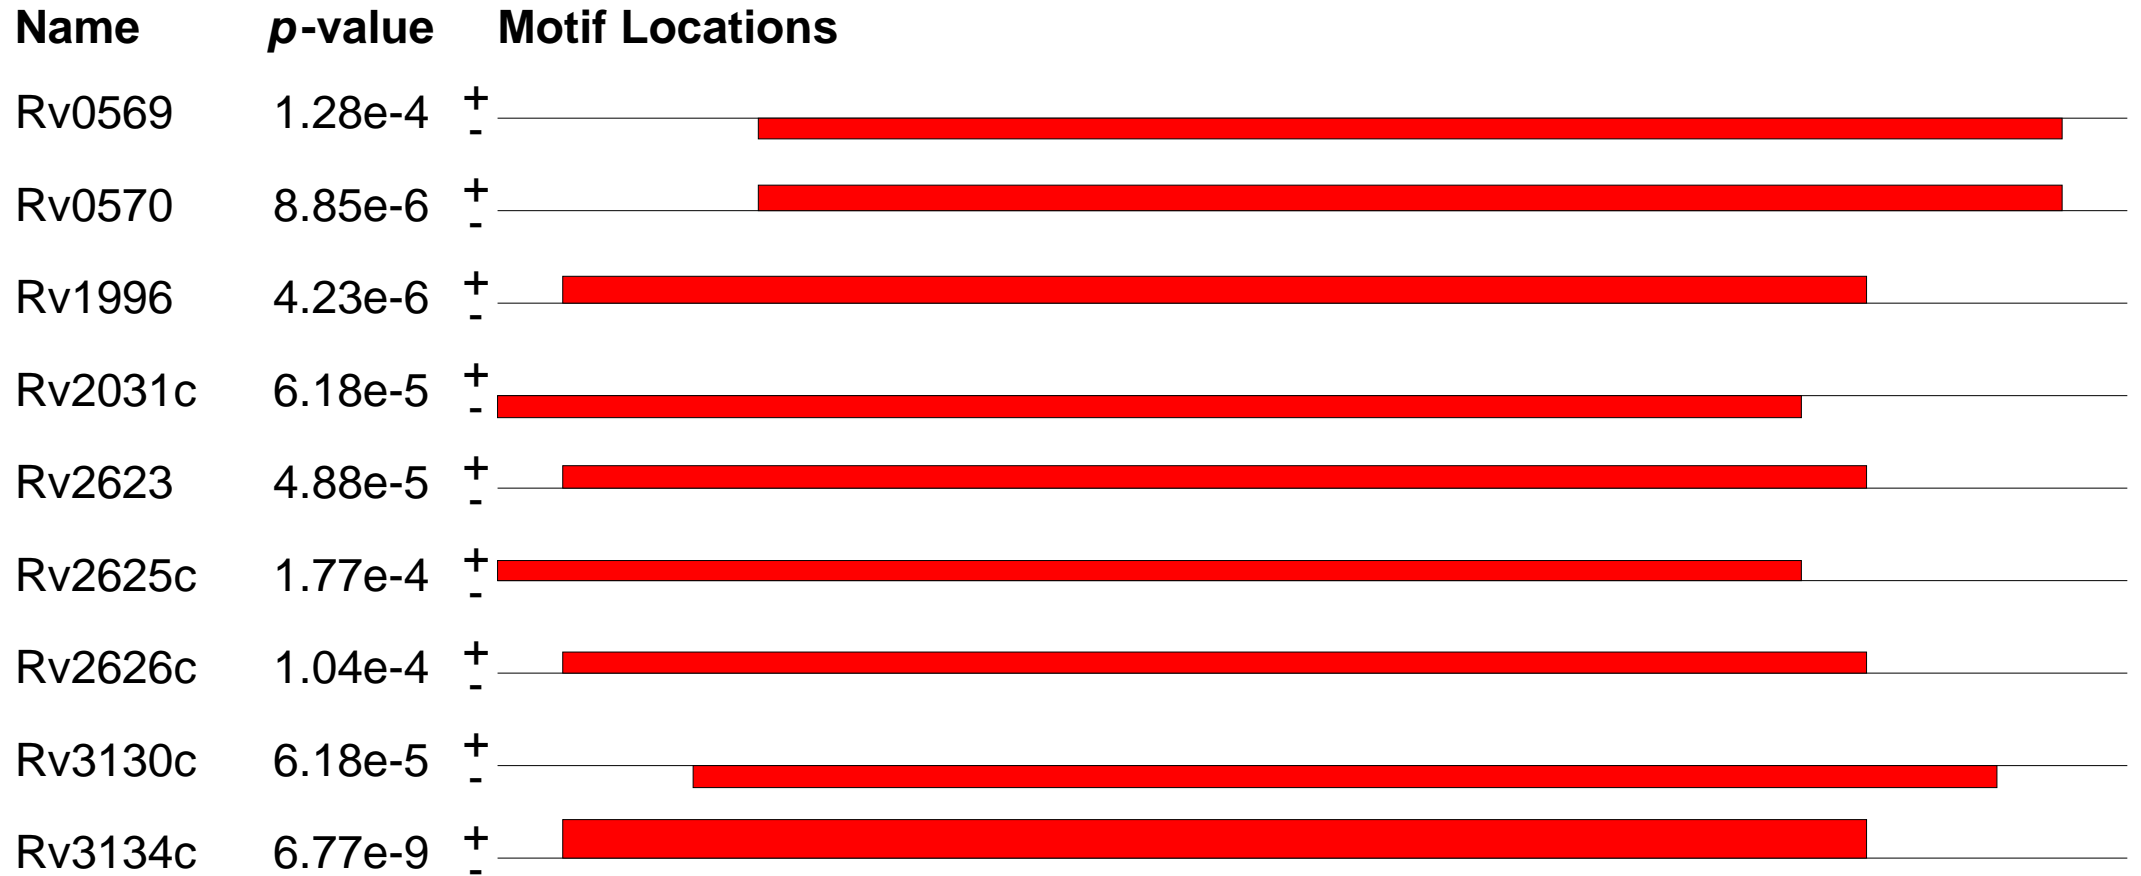 Name p-value Motif Locations
Rv0569 1.28e-4 + -
Rv0570 8.85e-6 + -
Rv1996 4.23e-6 + -
Rv2031c 6.18e-5 + -
Rv2623 4.88e-5 + -
Rv2625c 1.77e-4 + -
Rv2626c 1.04e-4 + -
Rv3130c 6.18e-5 + -
Rv3134c 6.77e-9 + -